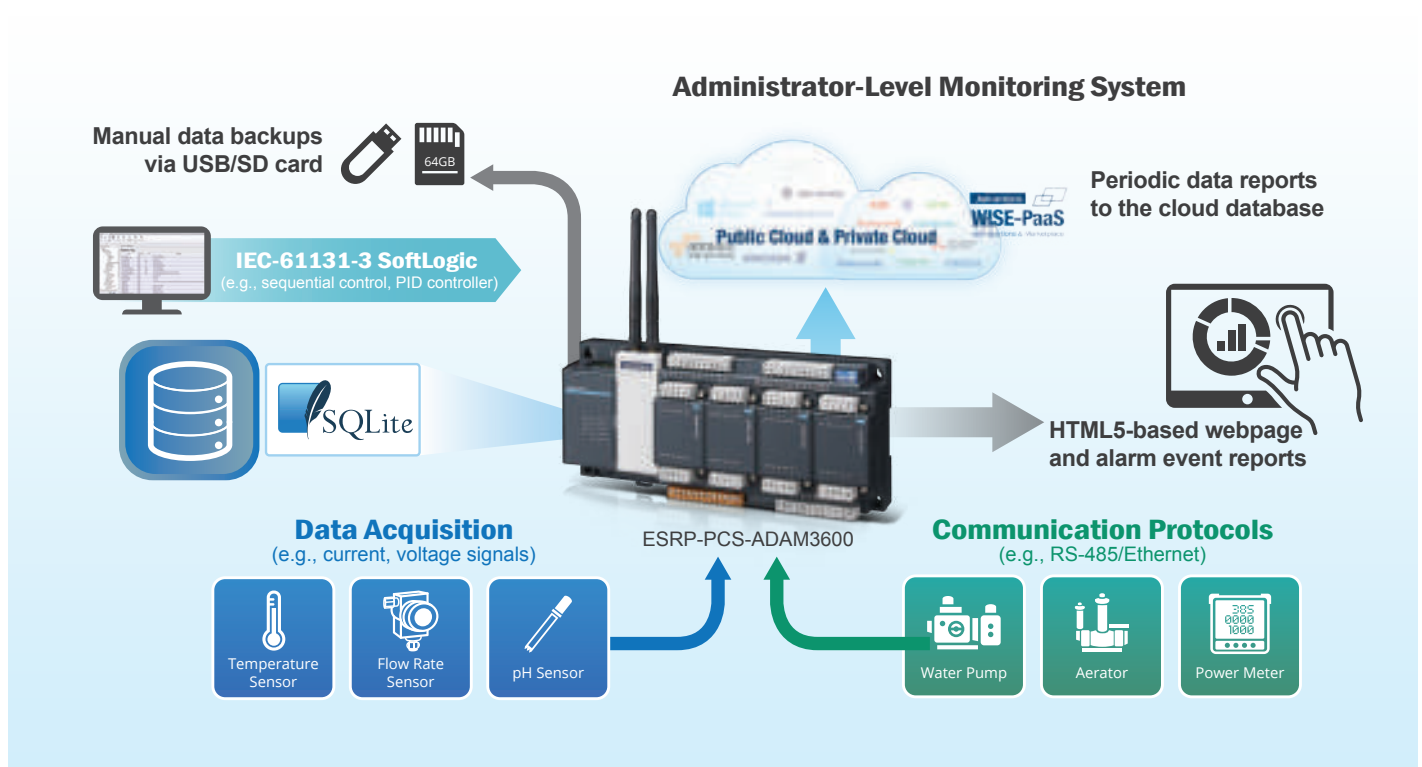 Administrator-Level Monitoring System
Manual data backups
via USB/SD card
64GB
Public Cloud & Private Cloud
WISE-PaaS
Periodic data reports
to the cloud database
IEC-61131-3 SoftLogic
(e.g., sequential control, PID controller)
SQLite
HTML5-based webpage
and alarm event reports
ESRP-PCS-ADAM3600
Data Acquisition
(e.g., current, voltage signals)
Temperature
Sensor
Flow Rate
Sensor
pH Sensor
Communication Protocols
(e.g., RS-485/Ethernet)
Water Pump
Aerator
385
0000
1000
Power Meter